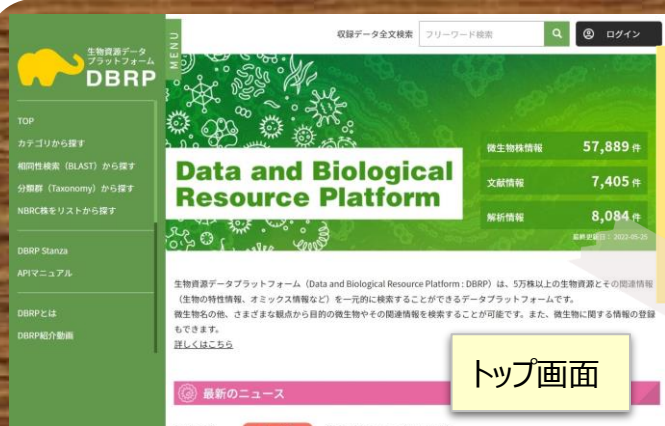 生物資源データ
プラットフォーム
DBRP
MENU
収録データ全文検索 フリーワード検索 ログイン
TOP
カテゴリから探す
相同性検索（BLAST）から探す
分類群（Taxonomy）から探す
NBRC株をリストから探す
DBRP Stanza
APIマニュアル
DBRPとは
DBRP紹介動画
Data and Biological
Resource Platform
微生物株情報 57,889 件
文献情報 7,405 件
解析情報 8,084 件
最終更新日： 2022-05-25
生物資源データプラットフォーム（Data and Biological Resource Platform : DBRP）は、5万株以上の生物資源とその関連情報
（生物の特性情報、オミックス情報など）を一元的に検索することができるデータプラットフォームです。
微生物名の他、さまざまな観点から目的の微生物やその関連情報を検索することが可能です。また、微生物に関する情報の登録
もできます。
詳しくはこちら
トップ画面
最新のニュース